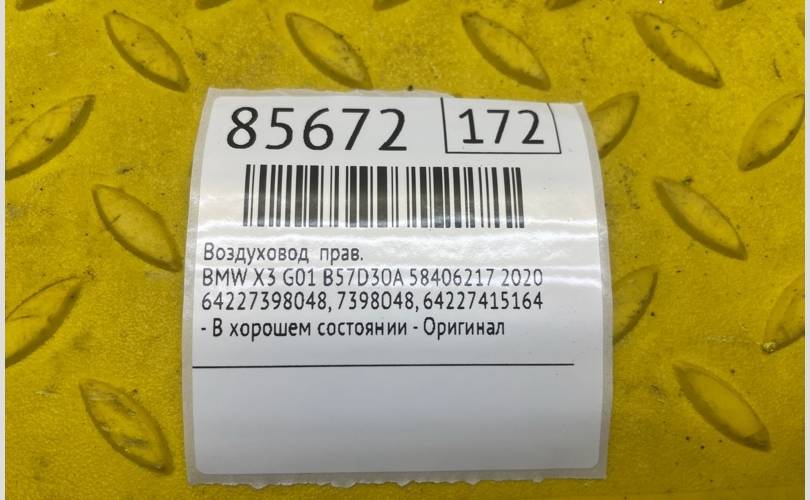 85672
172
Воздуховод прав.
BMW X3 G01 B57D30A 58406217 2020
64227398048, 7398048, 64227415164
- В хорошем состоянии - Оригинал